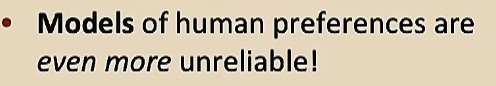 • Models of human preferences are
even more unreliable!